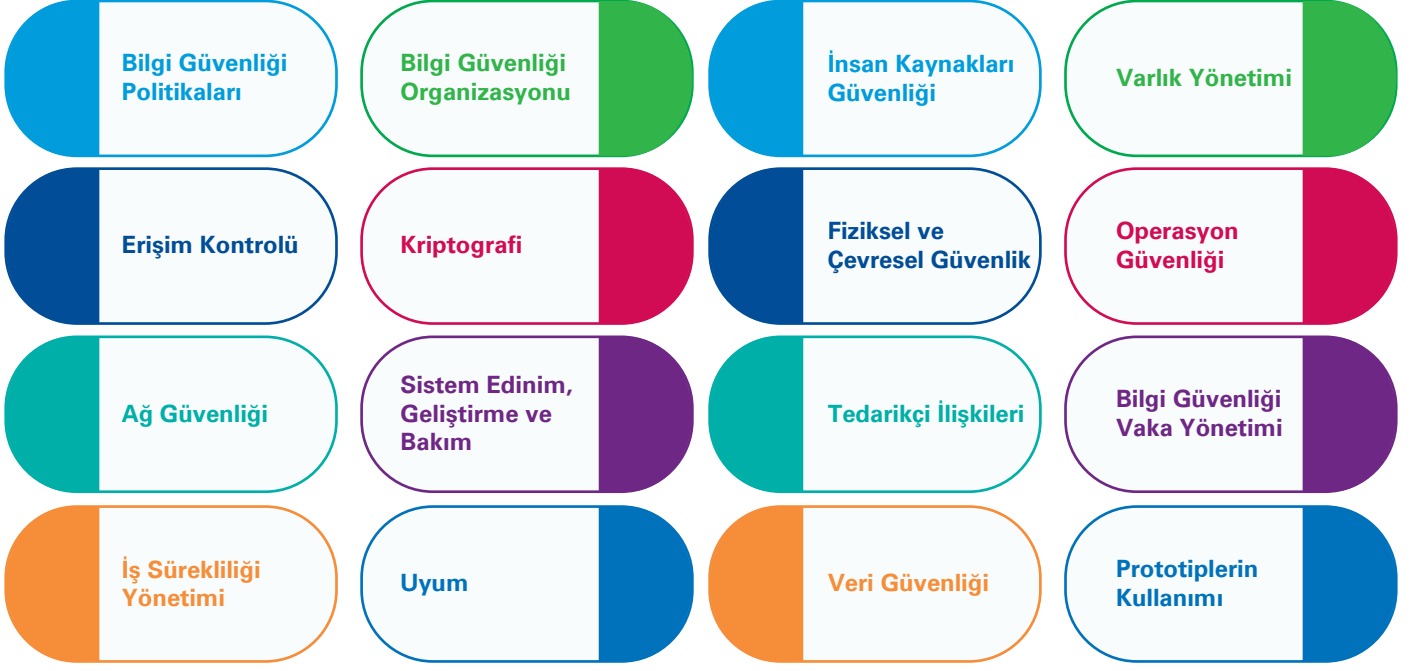 Bilgi Güvenliği
Politikaları
Bilgi Güvenliği
Organizasyonu
İnsan Kaynakları
Güvenliği
Varlık Yönetimi
Erişim Kontrolü
Kriptografi
Fiziksel ve
Çevresel Güvenlik
Operasyon
Güvenliği
Ağ Güvenliği
Sistem Edinim,
Geliştirme ve
Bakım
Tedarikçi İlişkileri
Bilgi Güvenliği
Vaka Yönetimi
İş Sürekliliği
Yönetimi
Uyum
Veri Güvenliği
Prototiplerin
Kullanımı